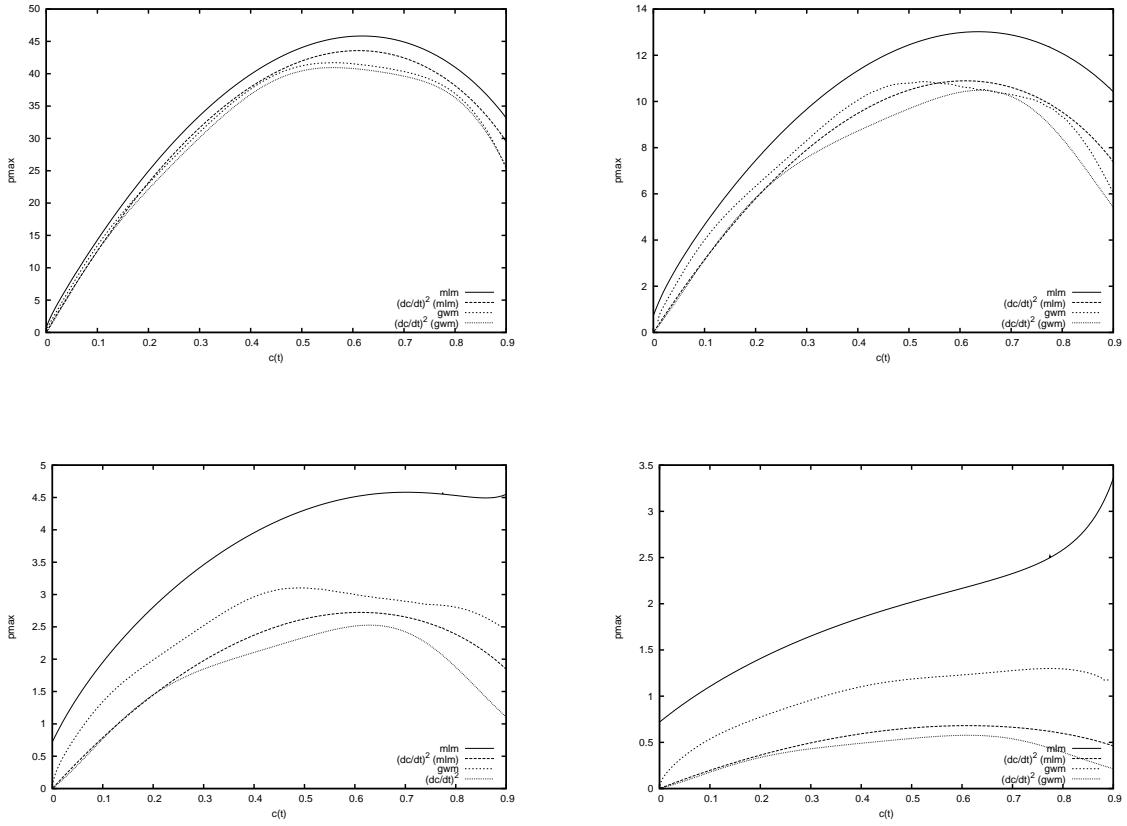 50
45
40
35
30
25
20
15
10
5
0
pmax
0 0.1 0.2 0.3 0.4 0.5 0.6 0.7 0.8 0.9
c(t)
mlm
(dc/dt)² (mlm)
gwm
(dc/dt)² (gwm)
14
12
10
8
6
4
2
0
pmax
0 0.1 0.2 0.3 0.4 0.5 0.6 0.7 0.8 0.9
c(t)
mlm
(dc/dt)² (mlm)
gwm
(dc/dt)² (gwm)
5
4.5
4
3.5
3
2.5
2
1.5
1
0.5
0
pmax
0 0.1 0.2 0.3 0.4 0.5 0.6 0.7 0.8 0.9
c(t)
mlm
(dc/dt)² (mlm)
gwm
(dc/dt)²
3.5
3
2.5
2
1.5
1
0.5
0
pmax
0 0.1 0.2 0.3 0.4 0.5 0.6 0.7 0.8 0.9
c(t)
mlm
(dc/dt)² (mlm)
gwm
(dc/dt)² (gwm)